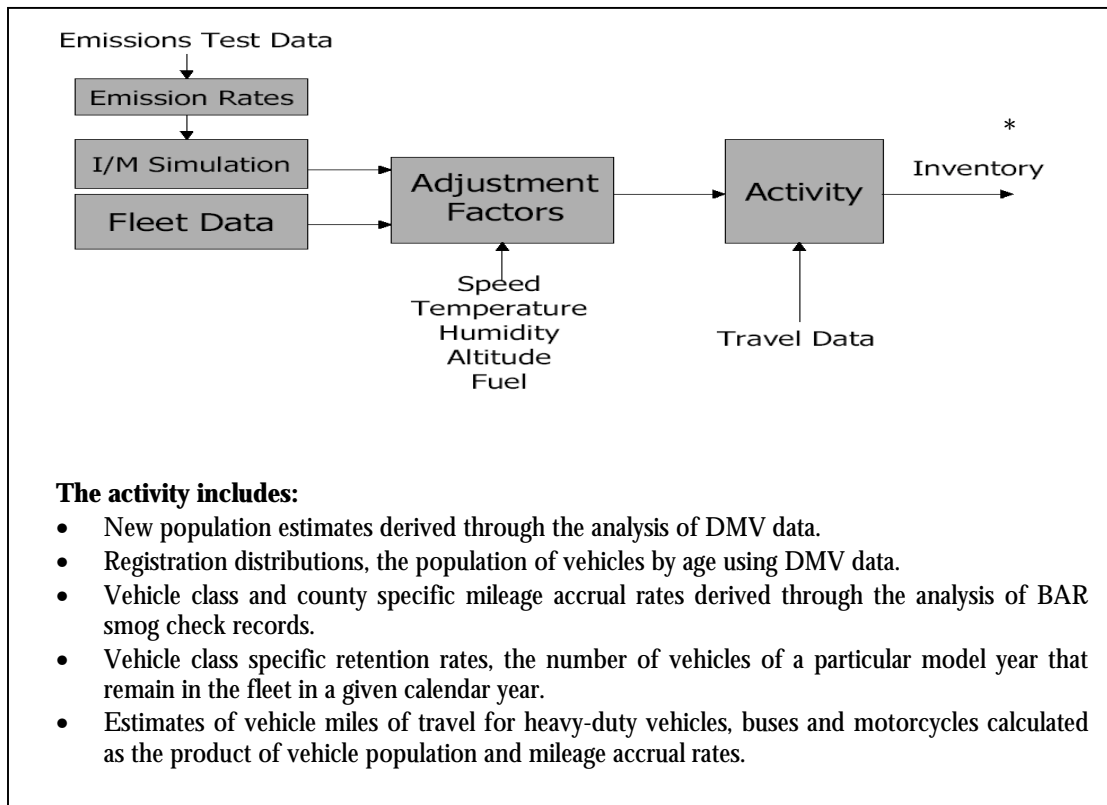 Emissions Test Data
Emission Rates
I/M Simulation
Fleet Data
Adjustment
Factors
Speed
Temperature
Humidity
Altitude
Fuel
Activity
Travel Data
*
Inventory
The activity includes:
• New population estimates derived through the analysis of DMV data.
• Registration distributions, the population of vehicles by age using DMV data.
• Vehicle class and county specific mileage accrual rates derived through the analysis of BAR
smog check records.
• Vehicle class specific retention rates, the number of vehicles of a particular model year that
remain in the fleet in a given calendar year.
• Estimates of vehicle miles of travel for heavy-duty vehicles, buses and motorcycles calculated
as the product of vehicle population and mileage accrual rates.